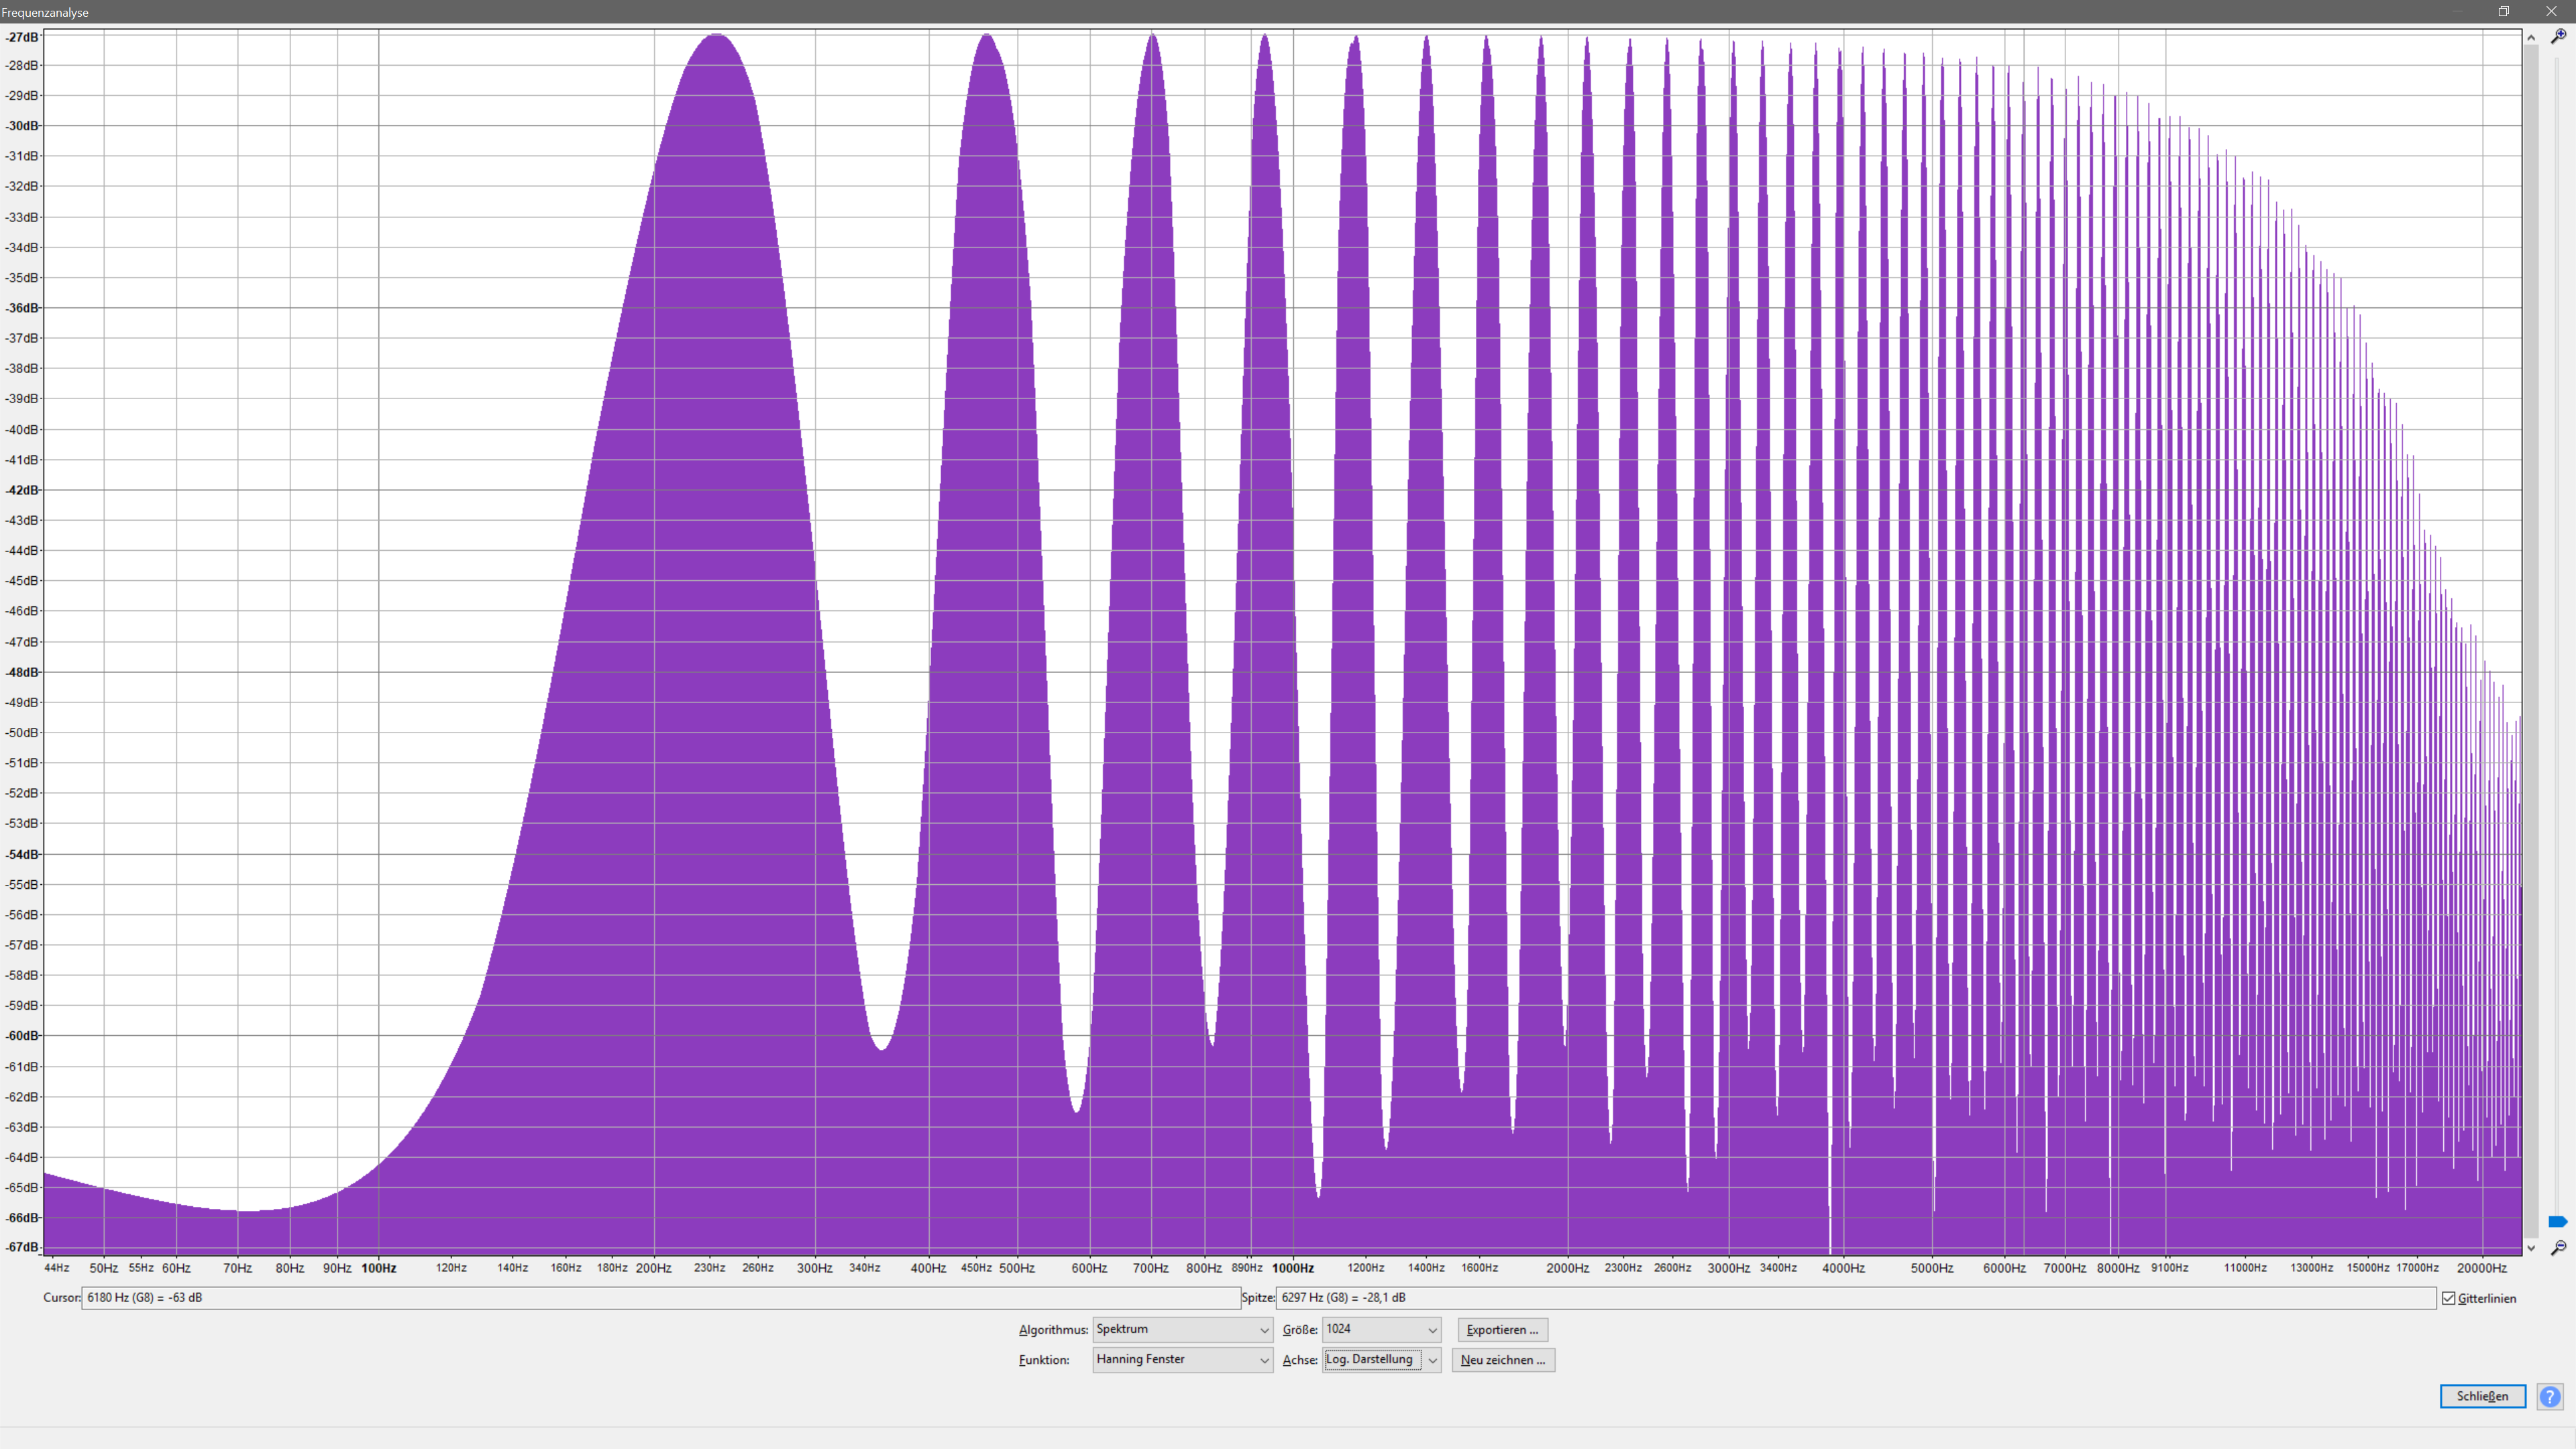 Frequenzanalyse
-27dB
-28dB
-29dB
-30dB
-31dB
-32dB
-33dB
-34dB
-35dB
-36dB
-37dB
-38dB
-39dB
-40dB
-41dB
-42dB
-43dB
-44dB
-45dB
-46dB
-47dB
-48dB
-49dB
-50dB
-51dB
-52dB
-53dB
-54dB
-55dB
-56dB
-57dB
-58dB
-59dB
-60dB
-61dB
-62dB
-63dB
-64dB
-65dB
-66dB
-67dB
44Hz 50Hz 55Hz 60Hz 70Hz 80Hz 90Hz 100Hz 120Hz 140Hz 160Hz 180Hz 200Hz 230Hz 260Hz 300Hz 340Hz 400Hz 450Hz 500Hz 600Hz 700Hz 800Hz 890Hz 1000Hz 1200Hz 1400Hz 1600Hz 2000Hz 2300Hz 2600Hz 3000Hz 3400Hz 4000Hz 5000Hz 6000Hz 7000Hz 8000Hz 9100Hz 11000Hz 13000Hz 15000Hz 17000Hz 20000Hz
Cursor: 6180 Hz (G8) = -63 dB Spitze: 6297 Hz (G8) = -28,1 dB Gitterlinien
Algorithmus: Spektrum Größe: 1024 Exportieren ...
Funktion: Hanning Fenster Achse: Log. Darstellung Neu zeichnen ...
Schließen ?